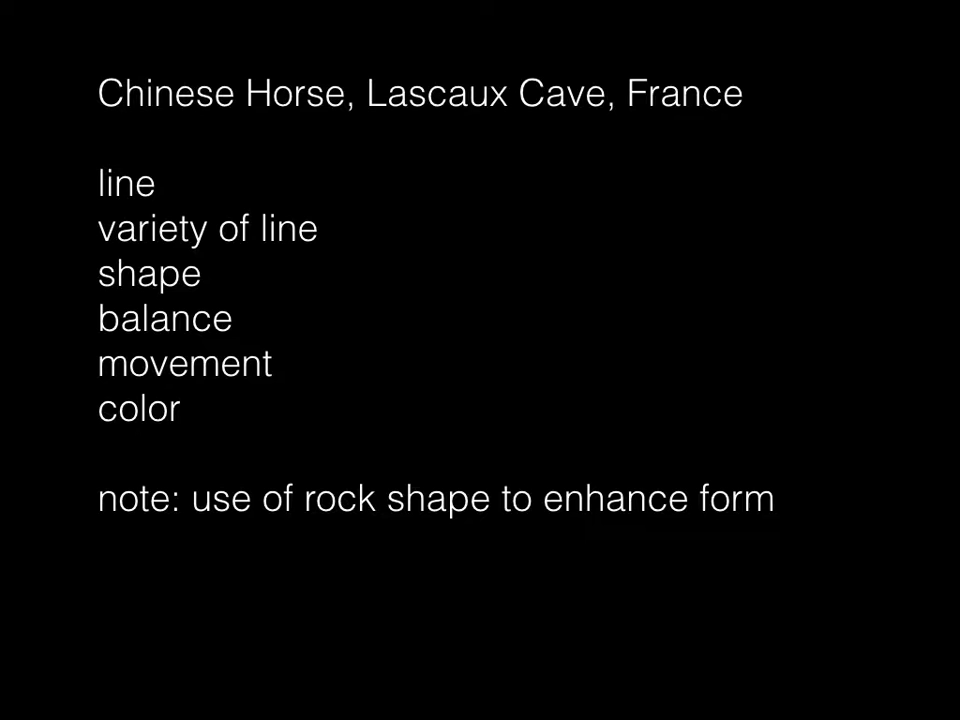 Chinese Horse, Lascaux Cave, France
line
variety of line
shape
balance
movement
color
note: use of rock shape to enhance form